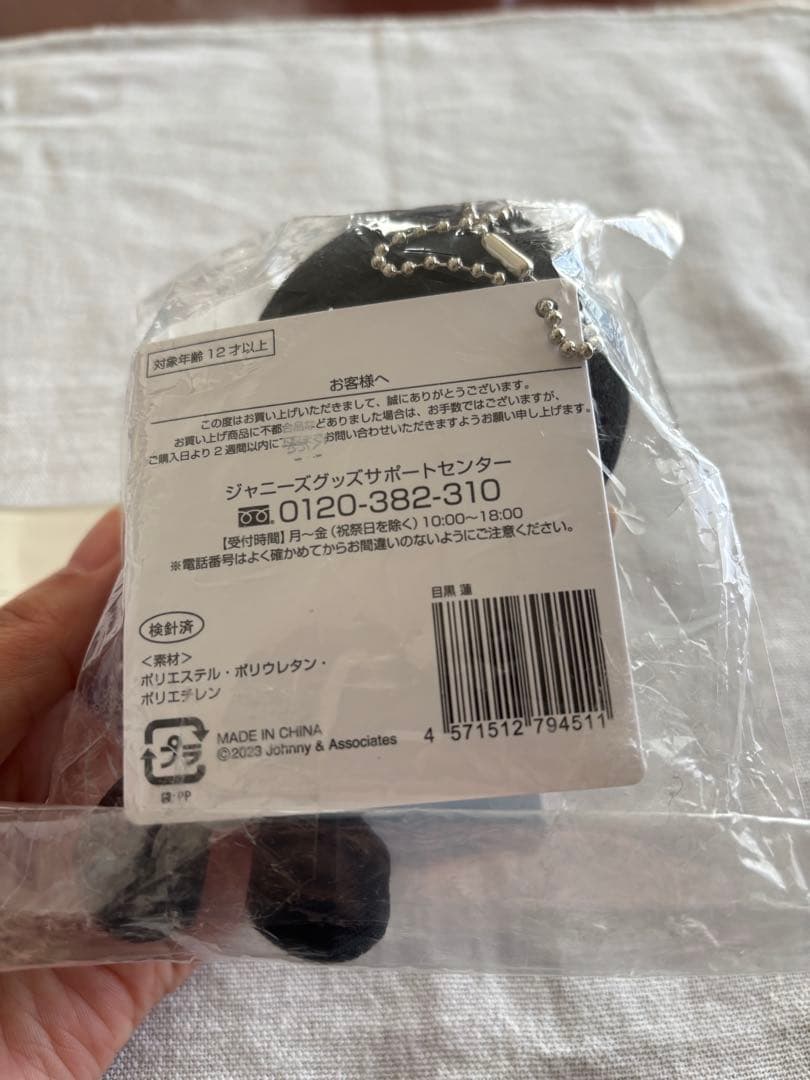 対象年齢 12才以上
お客様へ
この度はお買い上げいただきまして、誠にありがとうございます。
お買い上げ商品に不都合などありました場合は、お手数ではございますが、
ご購入日より2週間以内に お問い合わせいただきますようお願い申し上げます。
ジャニーズグッズサポートセンター
0120-382-310
【受付時間】月～金(祝祭日を除く)10:00～18:00
※電話番号はよく確かめてからお間違いのないようにご注意ください。
目黒 蓮
検針済
<素材>
ポリエステル・ポリウレタン・
ポリエチレン
プラ
袋:PP
MADE IN CHINA
©2023 Johnny & Associates
4 571512 794511